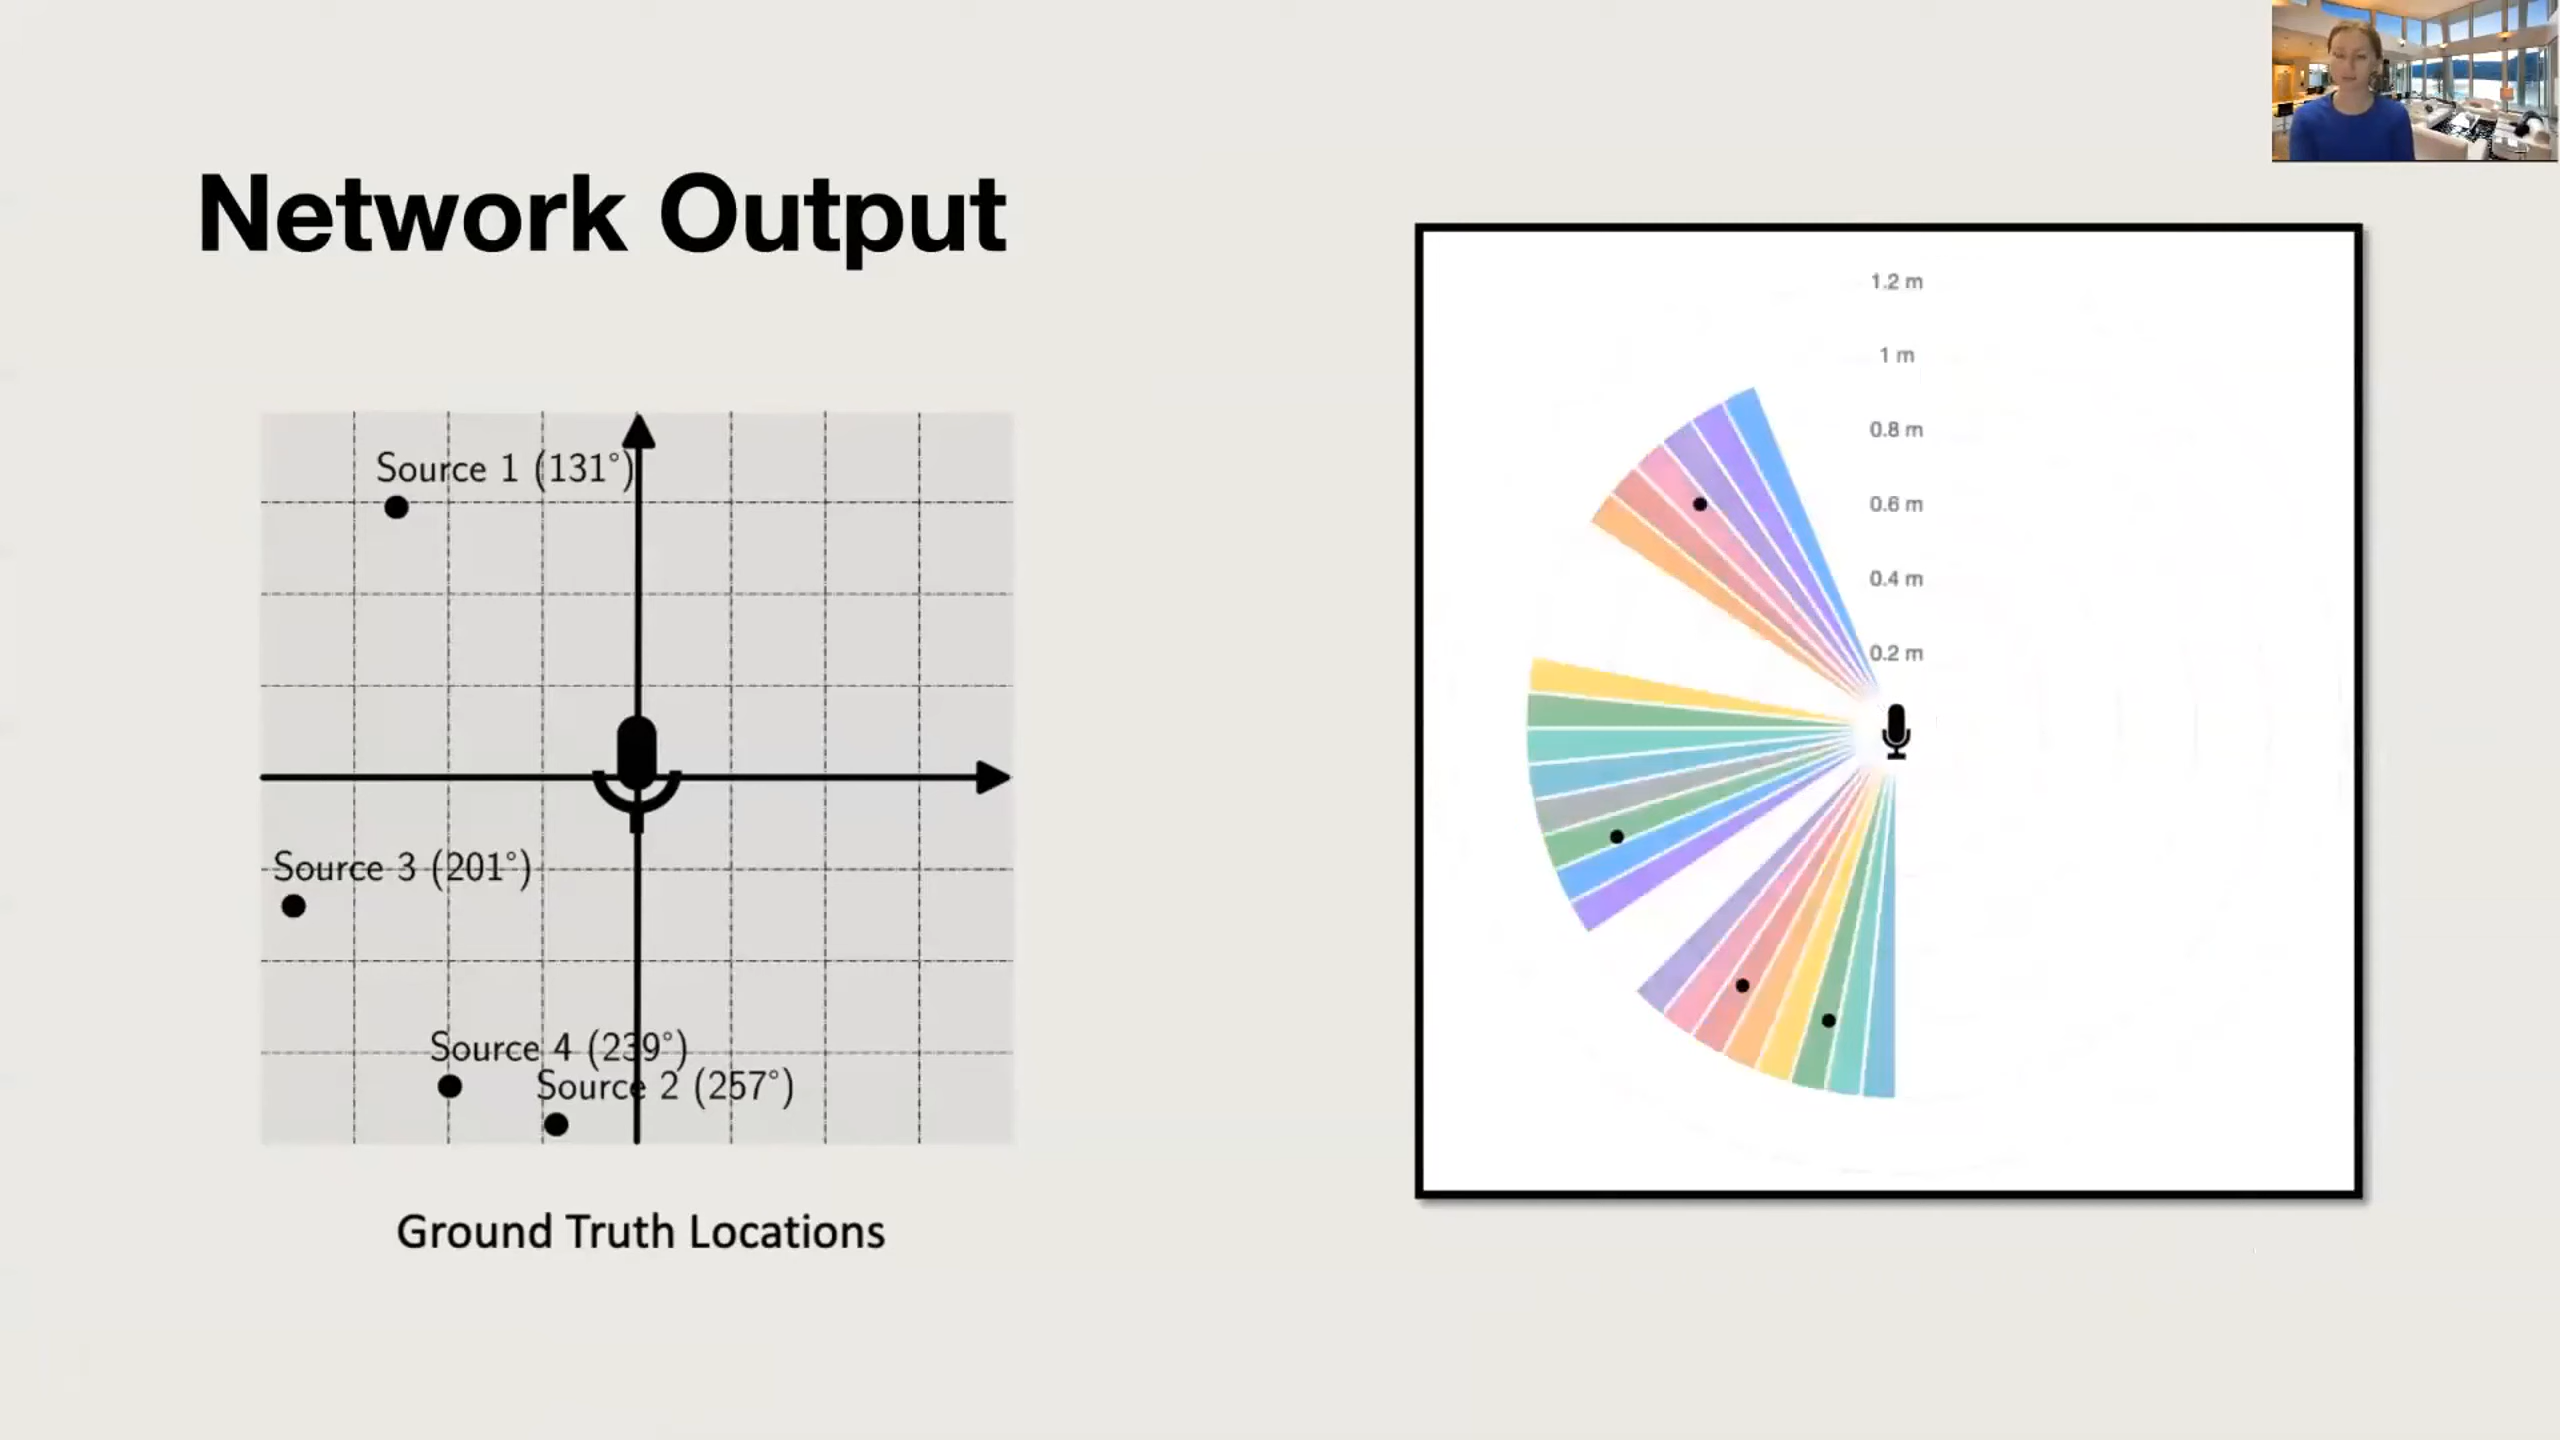 Network Output
Source 1 (131°)
Source 3 (201°)
Source 4 (239°)
Source 2 (257°)
Ground Truth Locations
1.2 m
1 m
0.8 m
0.6 m
0.4 m
0.2 m